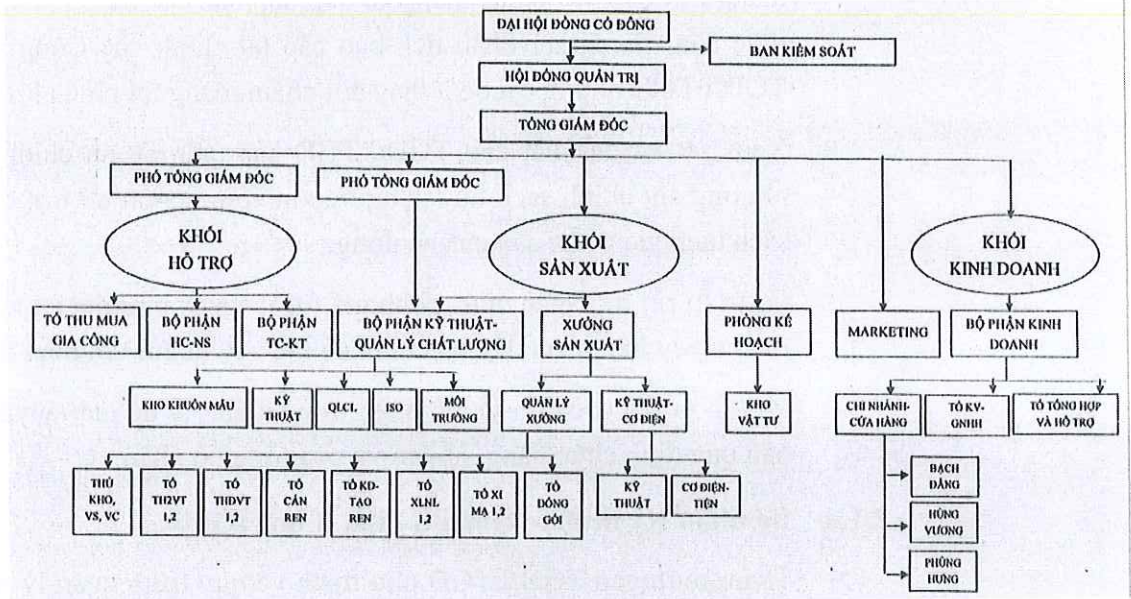 ĐẠI HỘI ĐỒNG CỔ ĐÔNG
BAN KIỂM SOÁT
HỘI ĐỒNG QUẢN TRỊ
TỔNG GIÁM ĐỐC
PHÓ TỔNG GIÁM ĐỐC
PHÓ TỔNG GIÁM ĐỐC
KHỐI
HỖ TRỢ
KHỐI
SẢN XUẤT
KHỐI
KINH DOANH
TỔ THU MUA
GIA CÔNG
BỘ PHẬN
HC-NS
BỘ PHẬN
TC-KT
BỘ PHẬN KỸ THUẬT-
QUẢN LÝ CHẤT LƯỢNG
XƯỞNG
SẢN XUẤT
PHÒNG KẾ
HOẠCH
MARKETING
BỘ PHẬN KINH
DOANH
KHO KHUÔN MẪU
KỸ
THUẬT
QLCL
ISO
MÔI
TRƯỜNG
QUẢN LÝ
XƯỞNG
KỸ THUẬT-
CƠ ĐIỆN
KHO
VẬT TƯ
CHI NHÁNH-
CỬA HÀNG
TỔ KV-
GNHH
TỔ TỔNG HỢP
VÀ HỖ TRỢ
THỦ
KHO,
VS, VC
TỔ
TH2VT
1,2
TỔ
THĐVT
1,2
TỔ
CÁN
REN
TỔ KD-
TẠO
REN
TỔ
XLNL
1,2
TỔ XI
MẠ 1,2
TỔ
ĐÓNG
GÓI
KỸ
THUẬT
CƠ ĐIỆN-
TIỆN
BẠCH
ĐẰNG
HÙNG
VƯƠNG
PHÙNG
HƯNG